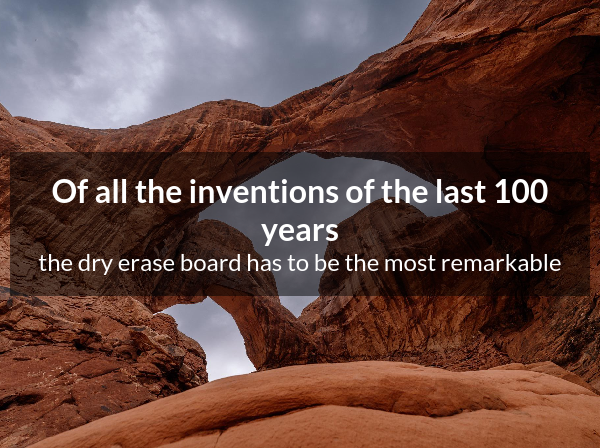 Of all the inventions of the last 100
years
the dry erase board has to be the most remarkable